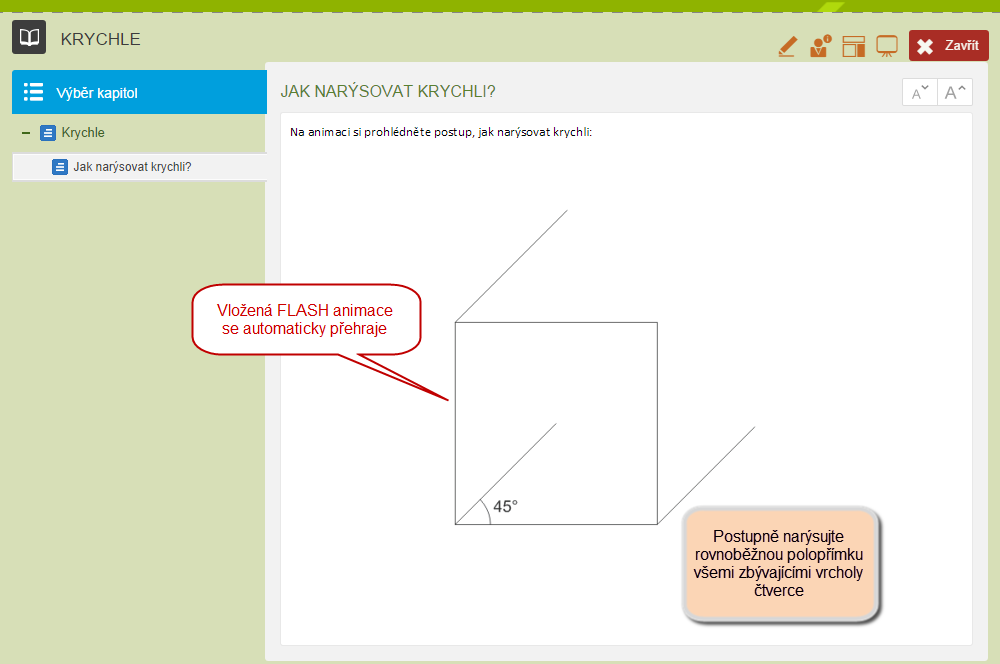 KRYCHLE
Zavřít
Výběr kapitol
Krychle
Jak narýsovat krychli?
JAK NARÝSOVAT KRYCHLI?
A A
Na animaci si prohlédněte postup, jak narýsovat krychli:
Vložená FLASH animace
se automaticky přehraje
45°
Postupně narýsujte
rovnoběžnou polopřímku
všemi zbývajícími vrcholy
čtverce